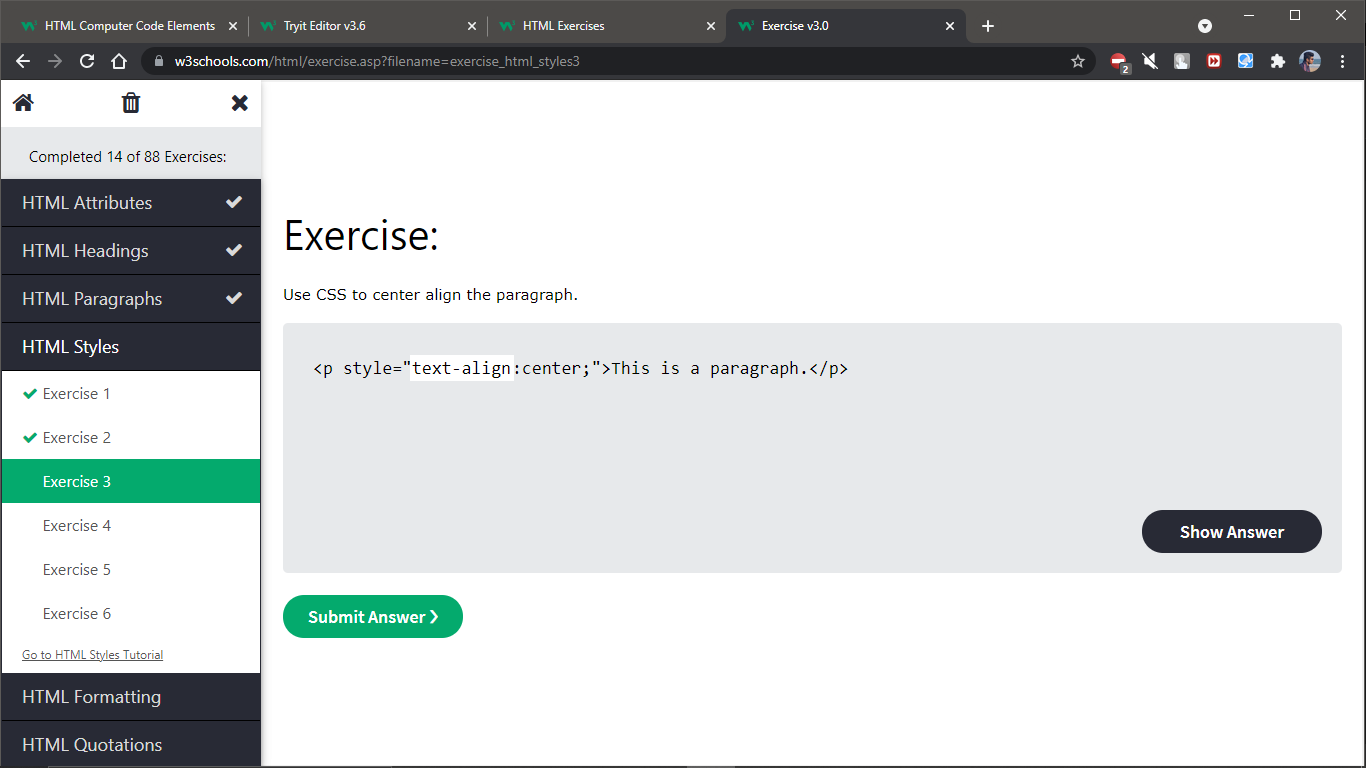 HTML Computer Code Elements
Tryit Editor v3.6
HTML Exercises
Exercise v3.0
w3schools.com/html/exercise.asp?filename=exercise_html_styles3
2
Completed 14 of 88 Exercises:
HTML Attributes
HTML Headings
HTML Paragraphs
HTML Styles
Exercise 1
Exercise 2
Exercise 3
Exercise 4
Exercise 5
Exercise 6
Go to HTML Styles Tutorial
HTML Formatting
HTML Quotations
Exercise:
Use CSS to center align the paragraph.
<p style="text-align:center;">This is a paragraph.</p>
Show Answer
Submit Answer ❯